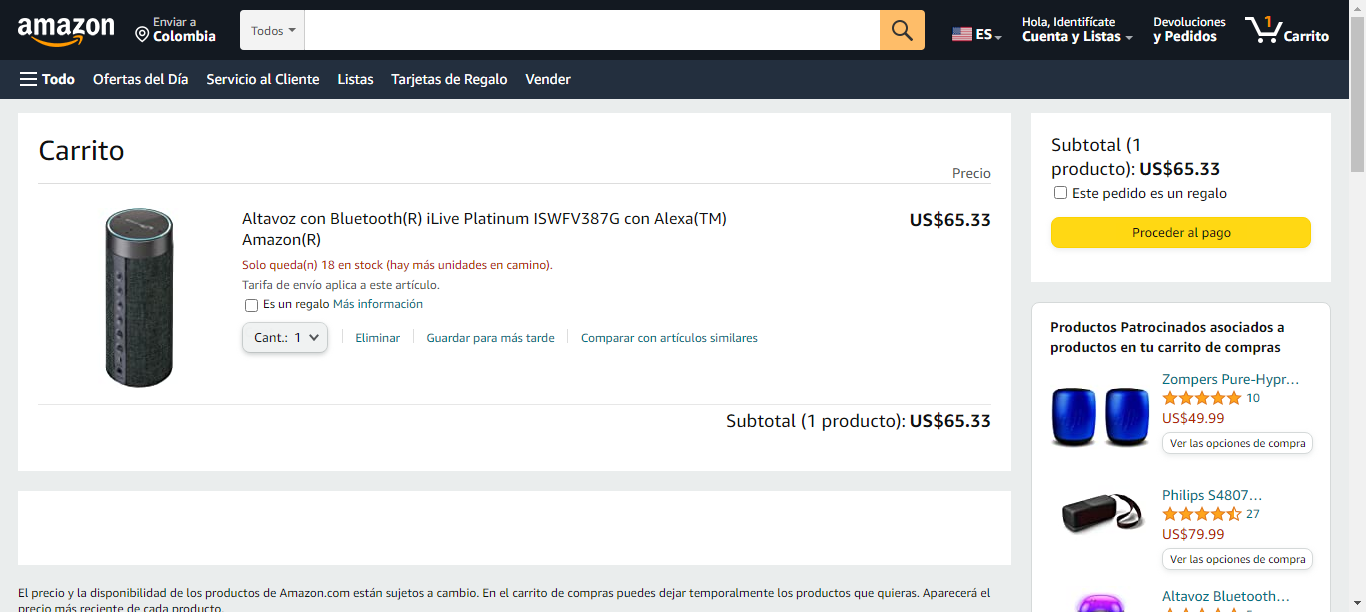 amazon
Enviar a
Colombia
Todos
ES
Hola, Identifícate
Cuenta y Listas
Devoluciones
y Pedidos
1
Carrito
Todo
Ofertas del Día
Servicio al Cliente
Listas
Tarjetas de Regalo
Vender
Carrito
Precio
Altavoz con Bluetooth(R) iLive Platinum ISWFV387G con Alexa(TM)
Amazon(R)
US$65.33
Solo queda(n) 18 en stock (hay más unidades en camino).
Tarifa de envío aplica a este artículo.
Es un regalo Más información
Cant.: 1
Eliminar
Guardar para más tarde
Comparar con artículos similares
Subtotal (1 producto): US$65.33
El precio y la disponibilidad de los productos de Amazon.com están sujetos a cambio. En el carrito de compras puedes dejar temporalmente los productos que quieras. Aparecerá el
precio más reciente de cada producto.
Subtotal (1
producto): US$65.33
Este pedido es un regalo
Proceder al pago
Productos Patrocinados asociados a
productos en tu carrito de compras
Zompers Pure-Hypr...
10
US$49.99
Ver las opciones de compra
Philips S4807...
27
US$79.99
Ver las opciones de compra
Altavoz Bluetooth...